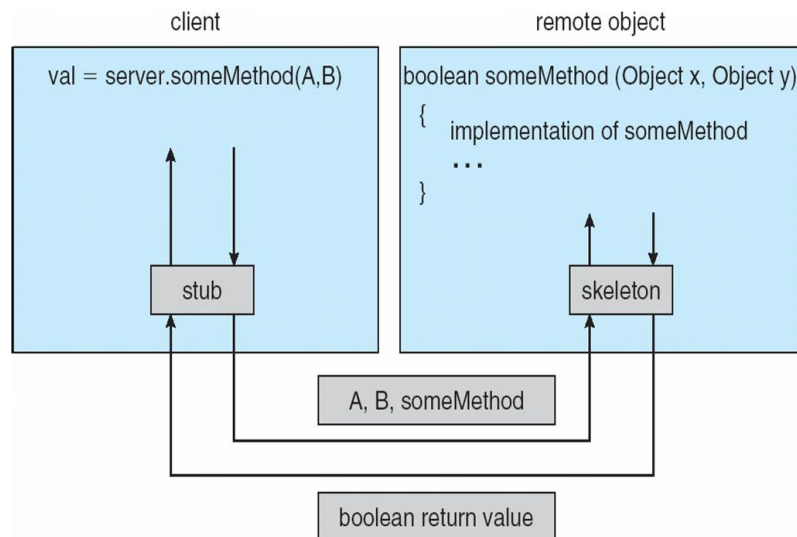 client
remote object
val = server.someMethod(A,B)
boolean someMethod (Object x, Object y)
{
implementation of someMethod
...
}
stub
skeleton
A, B, someMethod
boolean return value